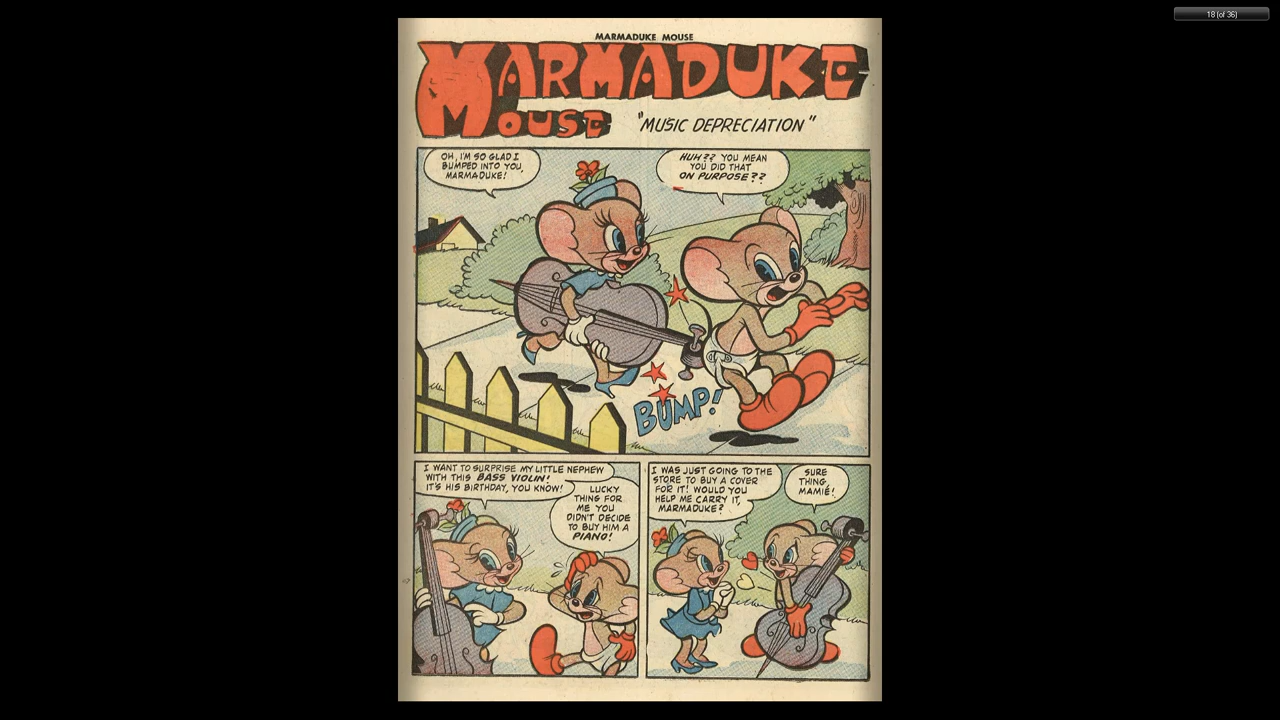 18 (of 36)
MARMADUKE MOUSE
MARMADUKE
MOUSE
"MUSIC DEPRECIATION"
OH, I'M SO GLAD I
BUMPED INTO YOU,
MARMADUKE!
HUH?? YOU MEAN
YOU DID THAT
ON PURPOSE??
BUMP!
I WANT TO SURPRISE MY LITTLE NEPHEW
WITH THIS BASS VIOLIN!
IT'S HIS BIRTHDAY, YOU KNOW!
LUCKY
THING FOR
ME YOU
DIDN'T DECIDE
TO BUY HIM A
PIANO!
I WAS JUST GOING TO THE
STORE TO BUY A COVER
FOR IT! WOULD YOU
HELP ME CARRY IT,
MARMADUKE?
SURE
THING,
MAMIE!